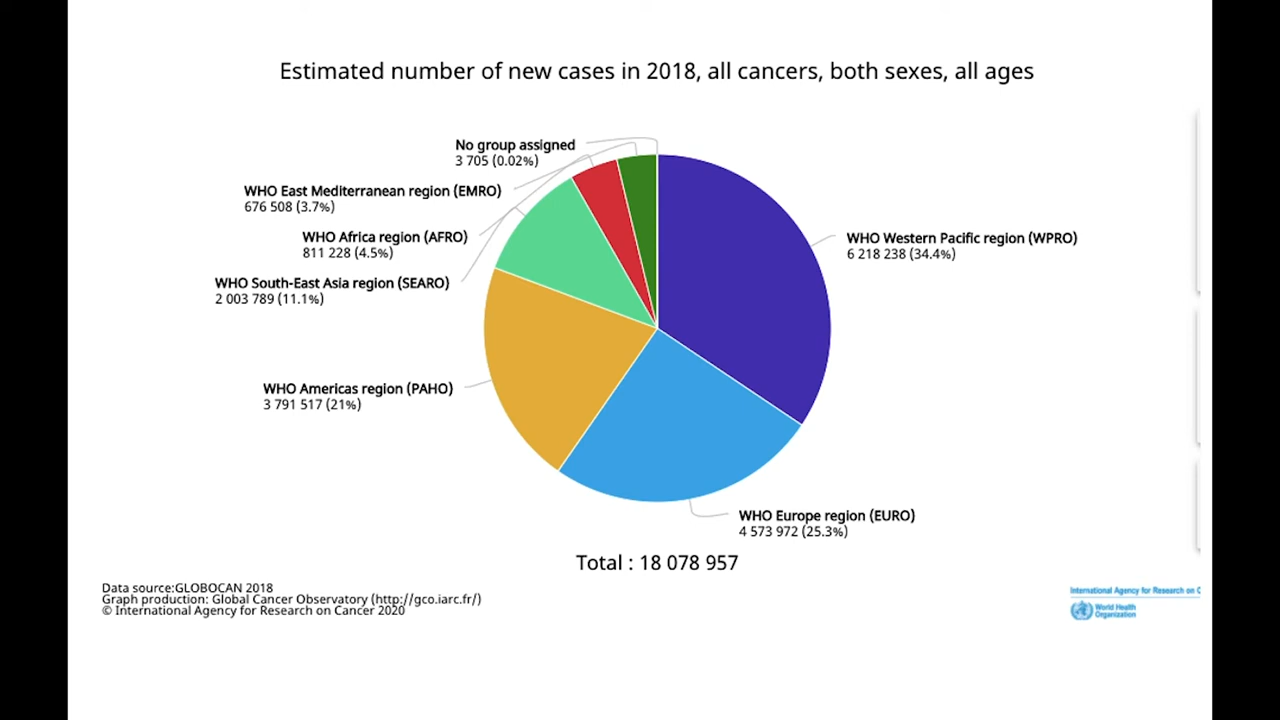 Estimated number of new cases in 2018, all cancers, both sexes, all ages
No group assigned
3 705 (0.02%)
WHO East Mediterranean region (EMRO)
676 508 (3.7%)
WHO Africa region (AFRO)
811 228 (4.5%)
WHO South-East Asia region (SEARO)
2 003 789 (11.1%)
WHO Americas region (PAHO)
3 791 517 (21%)
WHO Western Pacific region (WPRO)
6 218 238 (34.4%)
WHO Europe region (EURO)
4 573 972 (25.3%)
Total : 18 078 957
Data source:GLOBOCAN 2018
Graph production: Global Cancer Observatory (http://gco.iarc.fr/)
© International Agency for Research on Cancer 2020
International Agency for Research on C
World Health
Organization